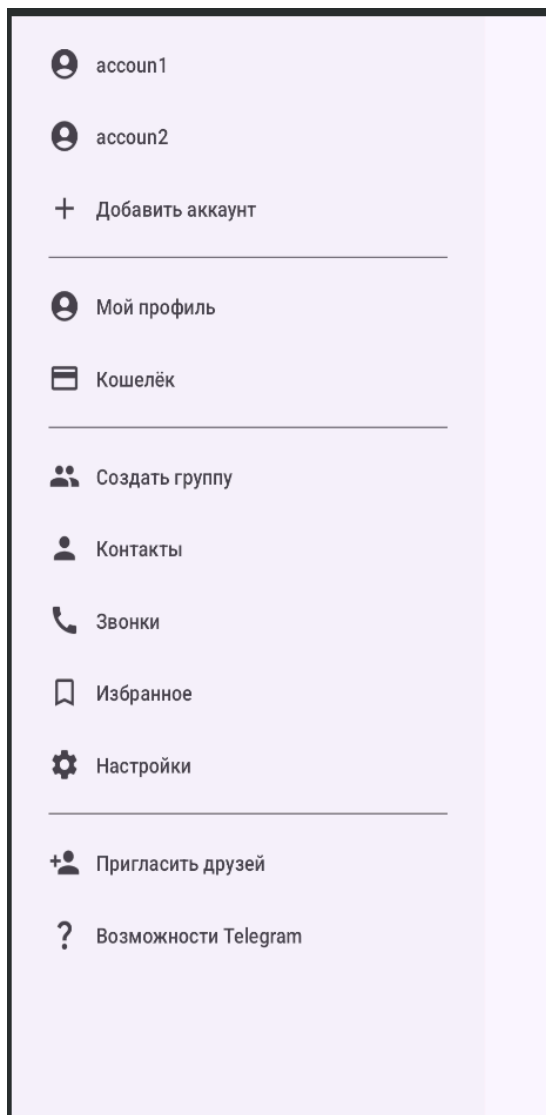 accoun1
accoun2
Добавить аккаунт
Мой профиль
Кошелёк
Создать группу
Контакты
Звонки
Избранное
Настройки
Пригласить друзей
Возможности Telegram